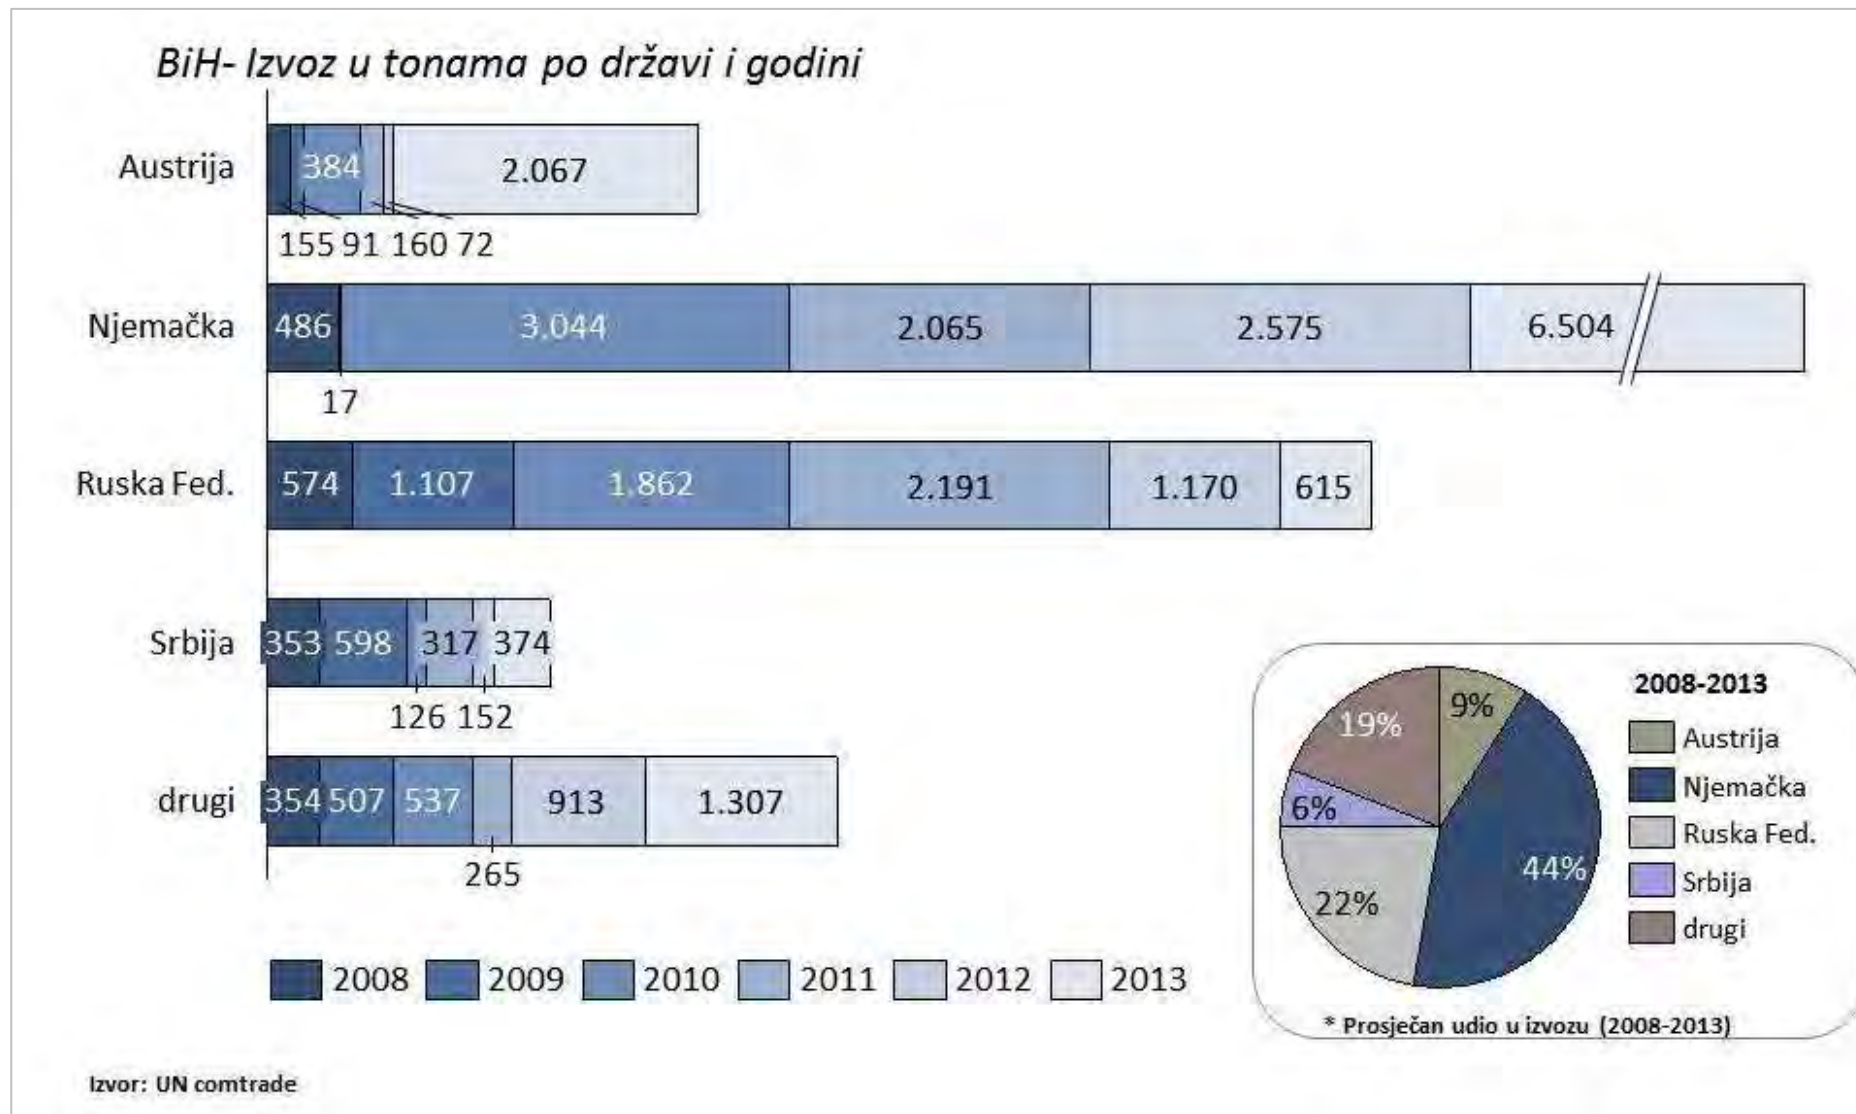 BiH- Izvoz u tonama po državi i godini
Austrija
384
2.067
155 91 160 72
Njemačka
486
3.044
2.065
2.575
6.504
17
Ruska Fed.
574
1.107
1.862
2.191
1.170
615
Srbija
353
598
317
374
126 152
drugi
354
507
537
913
1.307
265
2008
2009
2010
2011
2012
2013
2008-2013
9%
44%
22%
6%
19%
Austrija
Njemačka
Ruska Fed.
Srbija
drugi
* Prosječan udio u izvozu (2008-2013)
Izvor: UN comtrade